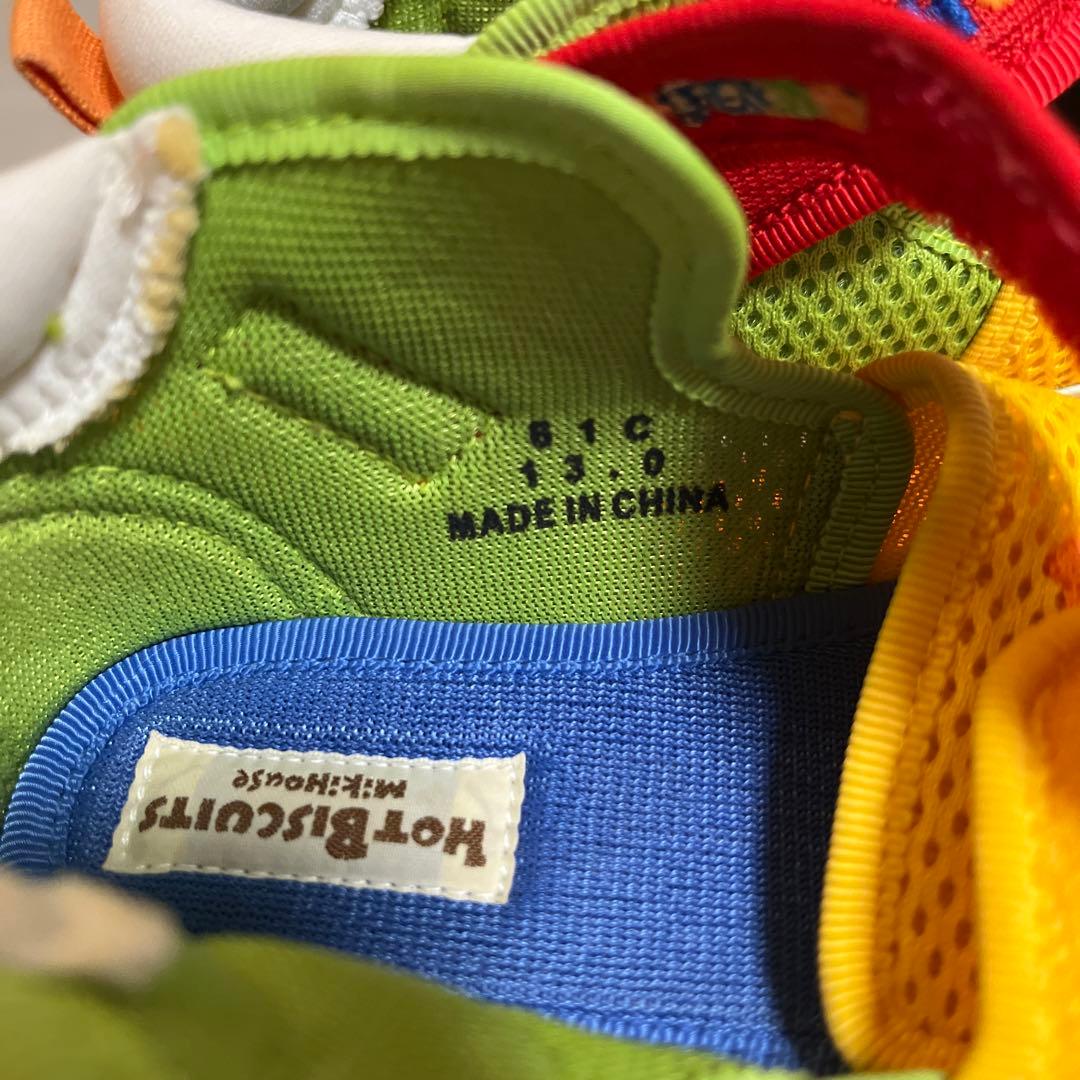 61C
13.0
MADE IN CHINA
HOT BISCUITS
MIKIHOUSE